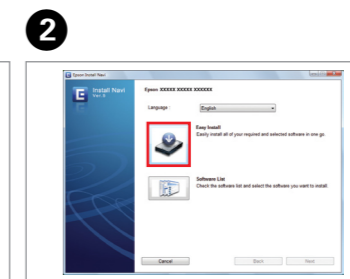 2
Epson Install Navi
Install Navi
Epson XXXXX XXXXX XXXXXX
Language :
English
Easy Install
Easily install all of your required and selected software in one go.
Software List
Check the software list and select the software you want to install.
Cancel
Back
Next